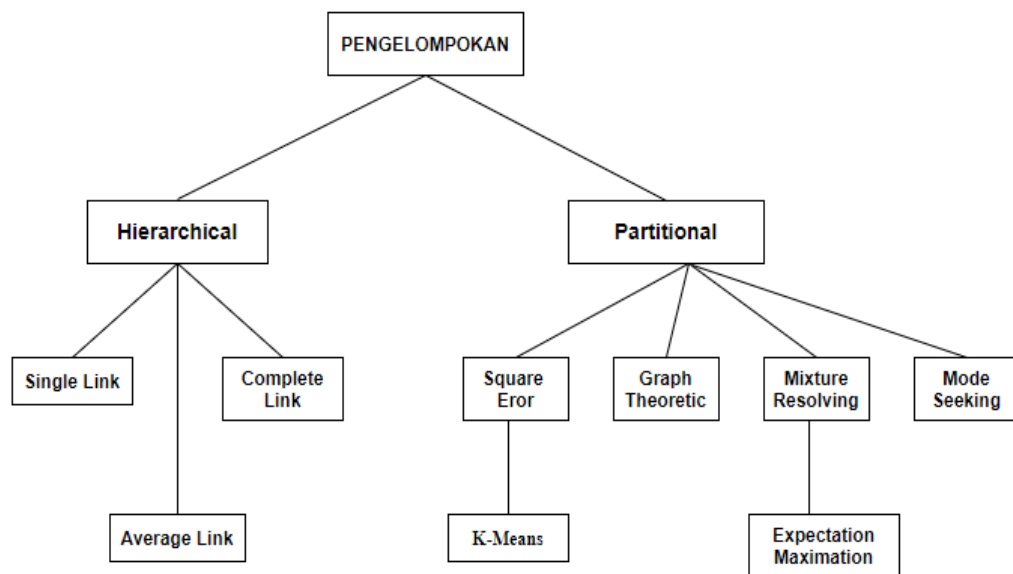 PENGELOMPOKAN
Hierarchical
Partitional
Single Link
Complete
Link
Square
Eror
Graph
Theoretic
Mixture
Resolving
Mode
Seeking
Average Link
K-Means
Expectation
Maximation